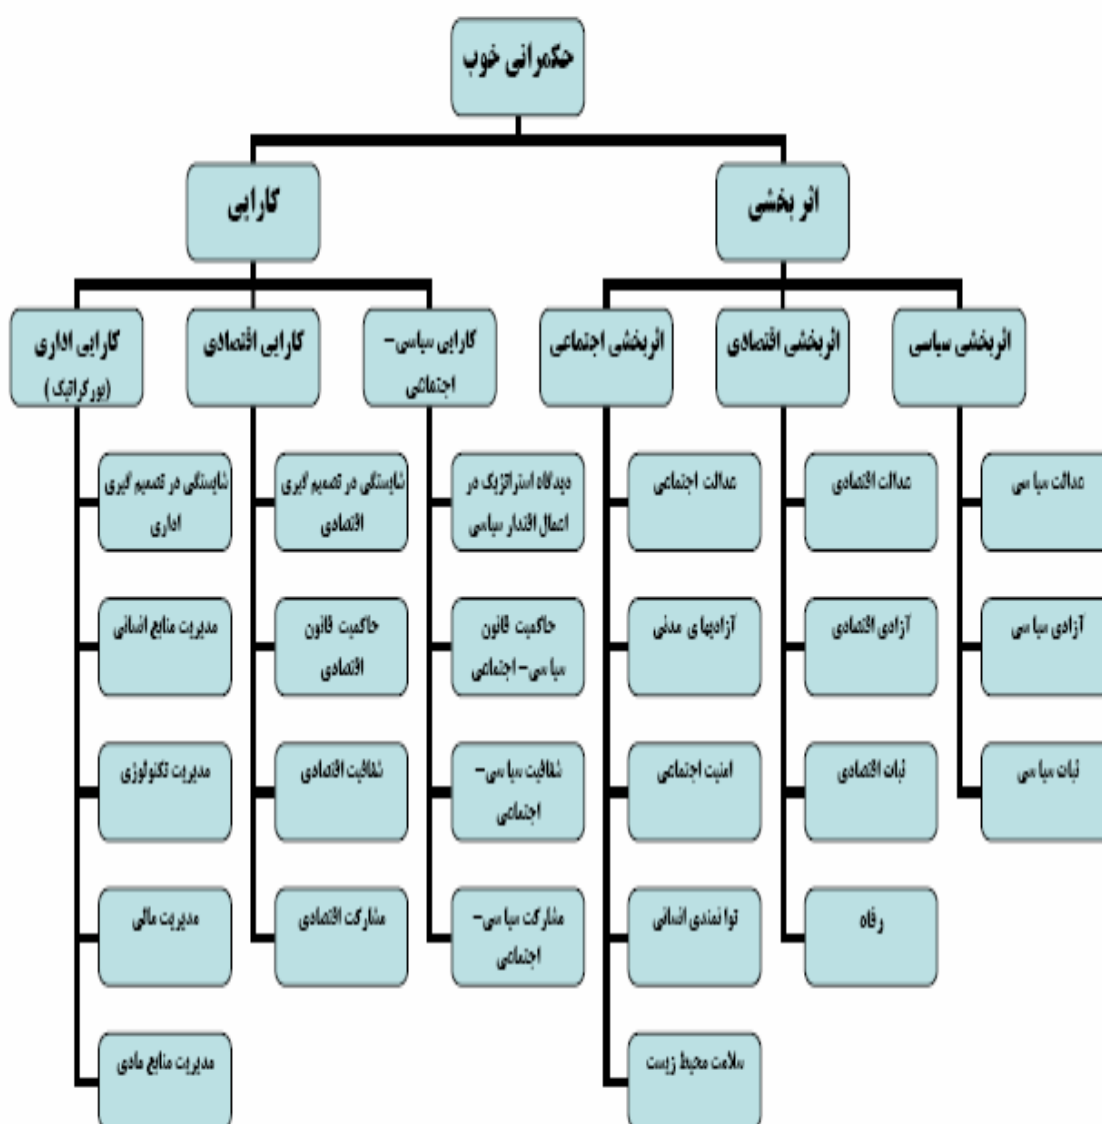 حکمرانی خوب
اثر بخشی
کارایی
اثربخشی سیاسی
اثربخشی اقتصادی
اثربخشی اجتماعی
کارایی سیاسی-
اجتماعی
کارایی اقتصادی
کارایی اداری
(بورکراتیک)
عدالت سیاسی
عدالت اقتصادی
عدالت اجتماعی
دیدگاه استراتژیک در
اعمال اقتدار سیاسی
شایستگی در تصمیم گیری
اقتصادی
شایستگی در تصمیم گیری
اداری
آزادی سیاسی
آزادی اقتصادی
آزادیهای مدنی
حاکمیت قانون
سیاسی- اجتماعی
حاکمیت قانون
اقتصادی
مدیریت منابع انسانی
ثبات سیاسی
ثبات اقتصادی
امنیت اجتماعی
شفافیت سیاسی-
اجتماعی
شفافیت اقتصادی
مدیریت تکنولوژی
رفاه
توانمندی انسانی
مشارکت سیاسی-
اجتماعی
مشارکت اقتصادی
مدیریت مالی
سلامت محیط زیست
مدیریت منابع مادی